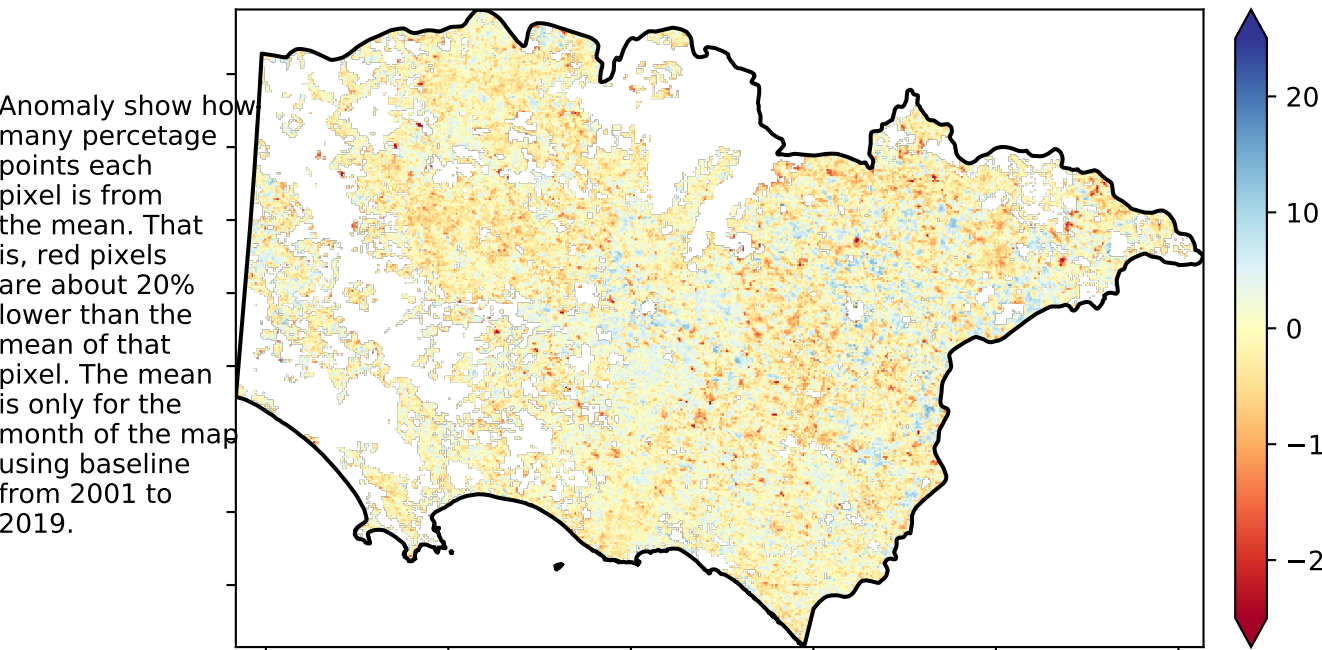 Anomaly show how
many percetage
points each
pixel is from
the mean. That
is, red pixels
are about 20%
lower than the
mean of that
pixel. The mean
is only for the
month of the map
using baseline
from 2001 to
2019.
20
10
0
−1
−2